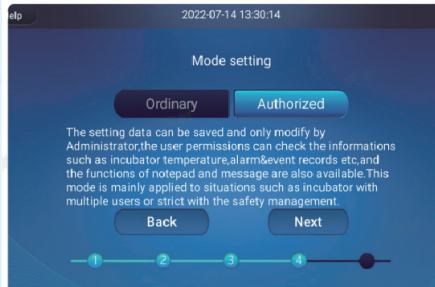 elp
2022-07-14 13:30:14
Mode setting
Ordinary Authorized
The setting data can be saved and only modify by
Administrator,the user permissions can check the informations
such as incubator temperature,alarm&event records etc,and
the functions of notepad and message are also available.This
mode is mainly applied to situations such as incubator with
multiple users or strict with the safety management.
Back Next
1 2 3 4